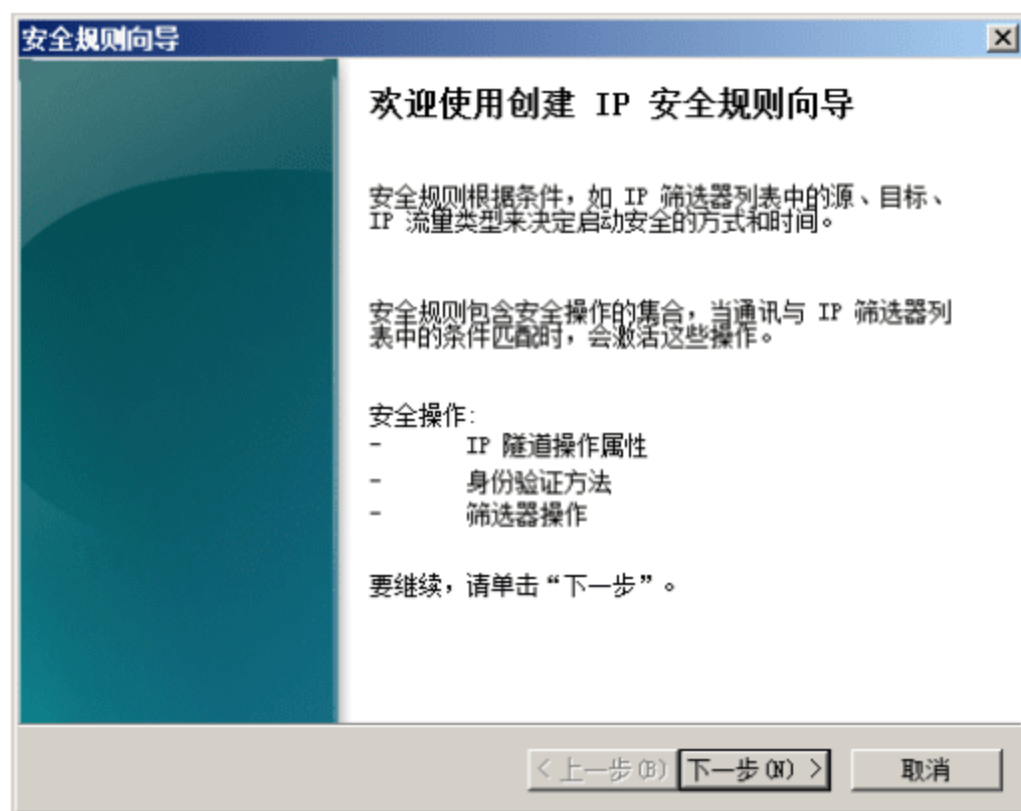 安全规则向导
欢迎使用创建 IP 安全规则向导
安全规则根据条件，如 IP 筛选器列表中的源、目标、
IP 流量类型来决定启动安全的方式和时间。
安全规则包含安全操作的集合，当通讯与 IP 筛选器列
表中的条件匹配时，会激活这些操作。
安全操作:
- IP 隧道操作属性
- 身份验证方法
- 筛选器操作
要继续，请单击“下一步”。
< 上一步(B) 下一步(N) > 取消